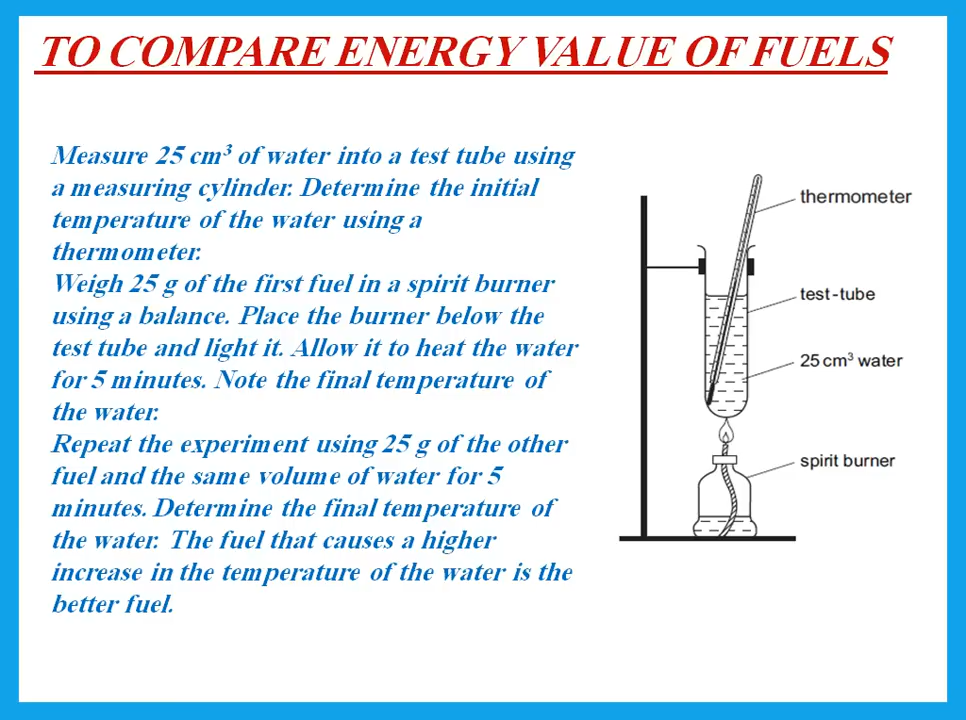 TO COMPARE ENERGY VALUE OF FUELS
Measure 25 cm³ of water into a test tube using
a measuring cylinder. Determine the initial
temperature of the water using a
thermometer.
Weigh 25 g of the first fuel in a spirit burner
using a balance. Place the burner below the
test tube and light it. Allow it to heat the water
for 5 minutes. Note the final temperature of
the water.
Repeat the experiment using 25 g of the other
fuel and the same volume of water for 5
minutes. Determine the final temperature of
the water. The fuel that causes a higher
increase in the temperature of the water is the
better fuel.
thermometer
test-tube
25 cm³ water
spirit burner